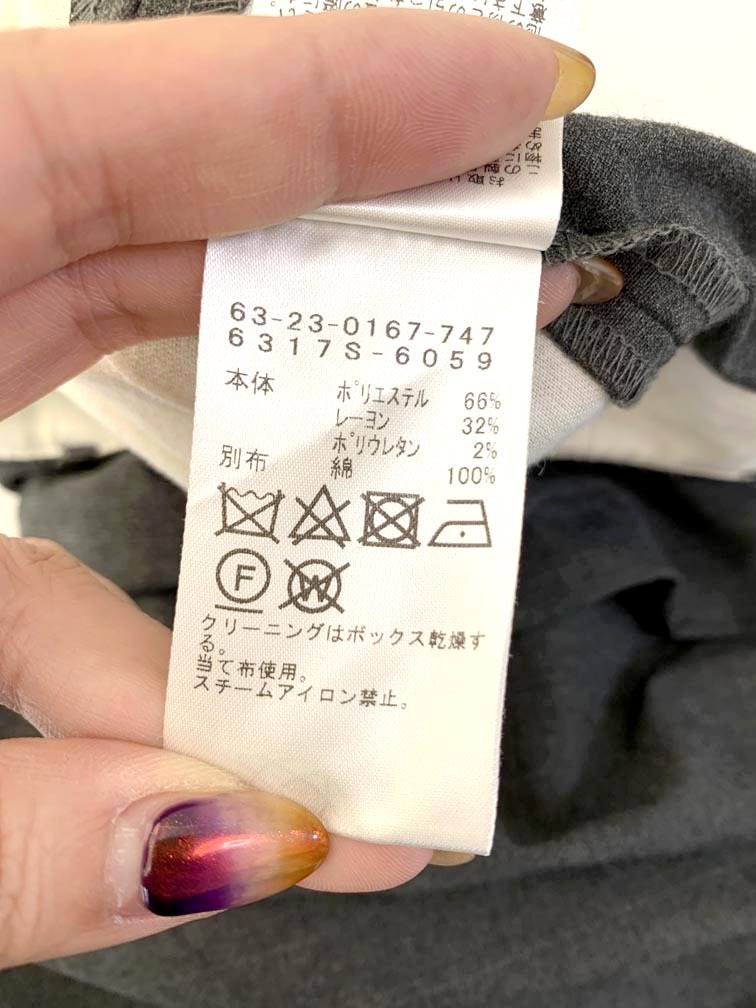 63-23-0167-747
6317S-6059
本体 ポリエステル 66%
レーヨン 32%
ポリウレタン 2%
別布 綿 100%
F
W
クリーニングはボックス乾燥す
る。
当て布使用。
スチームアイロン禁止。